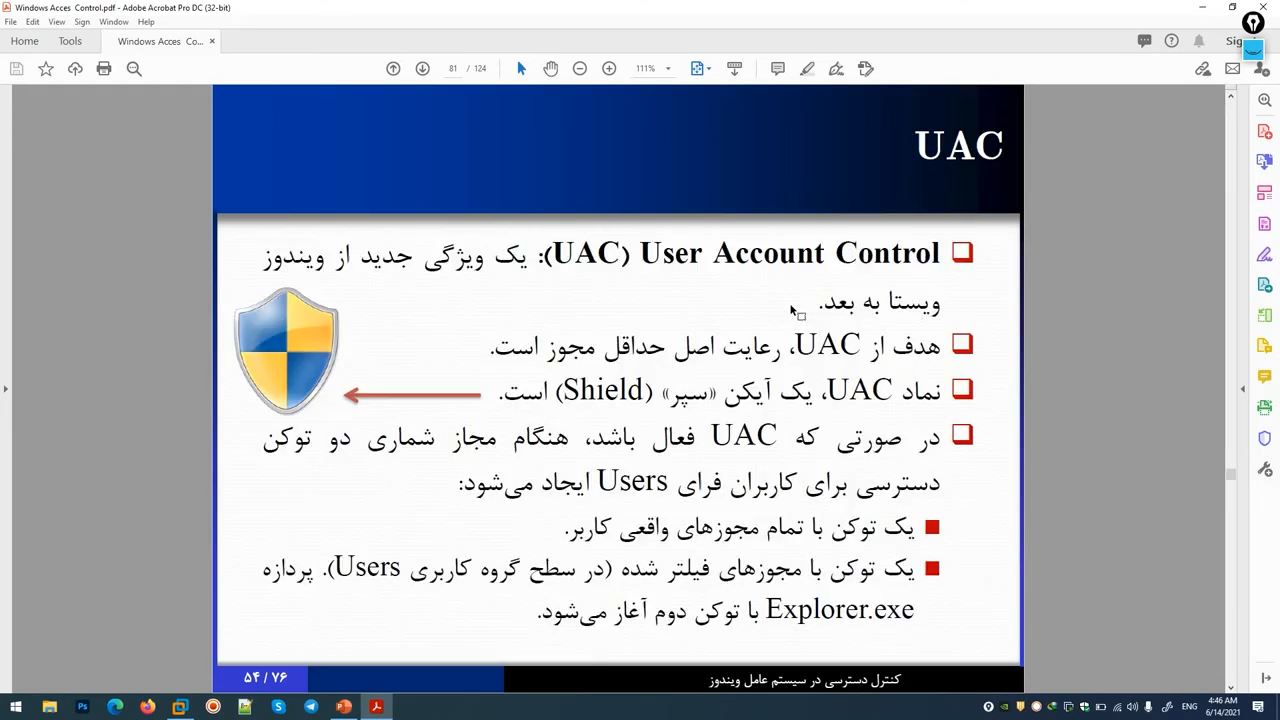 Windows Acces Control.pdf - Adobe Acrobat Pro DC (32-bit)
File Edit View Sign Window Help
Home Tools Windows Acces Co... ×
81 / 124 111%
UAC
User Account Control (UAC): یک ویژگی جدید از ویندوز
ویستا به بعد.
هدف از UAC، رعایت اصل حداقل مجوز است.
نماد UAC، یک آیکن «سپر» (Shield) است.
در صورتی که UAC فعال باشد، هنگام مجاز شماری دو توکن
دسترسی برای کاربران فرای Users ایجاد می‌شود:
یک توکن با تمام مجوزهای واقعی کاربر.
یک توکن با مجوزهای فیلتر شده (در سطح گروه کاربری Users). پردازه
Explorer.exe با توکن دوم آغاز می‌شود.
کنترل دسترسی در سیستم عامل ویندوز
۵۴ / ۷۶
4:46 AM
6/14/2021